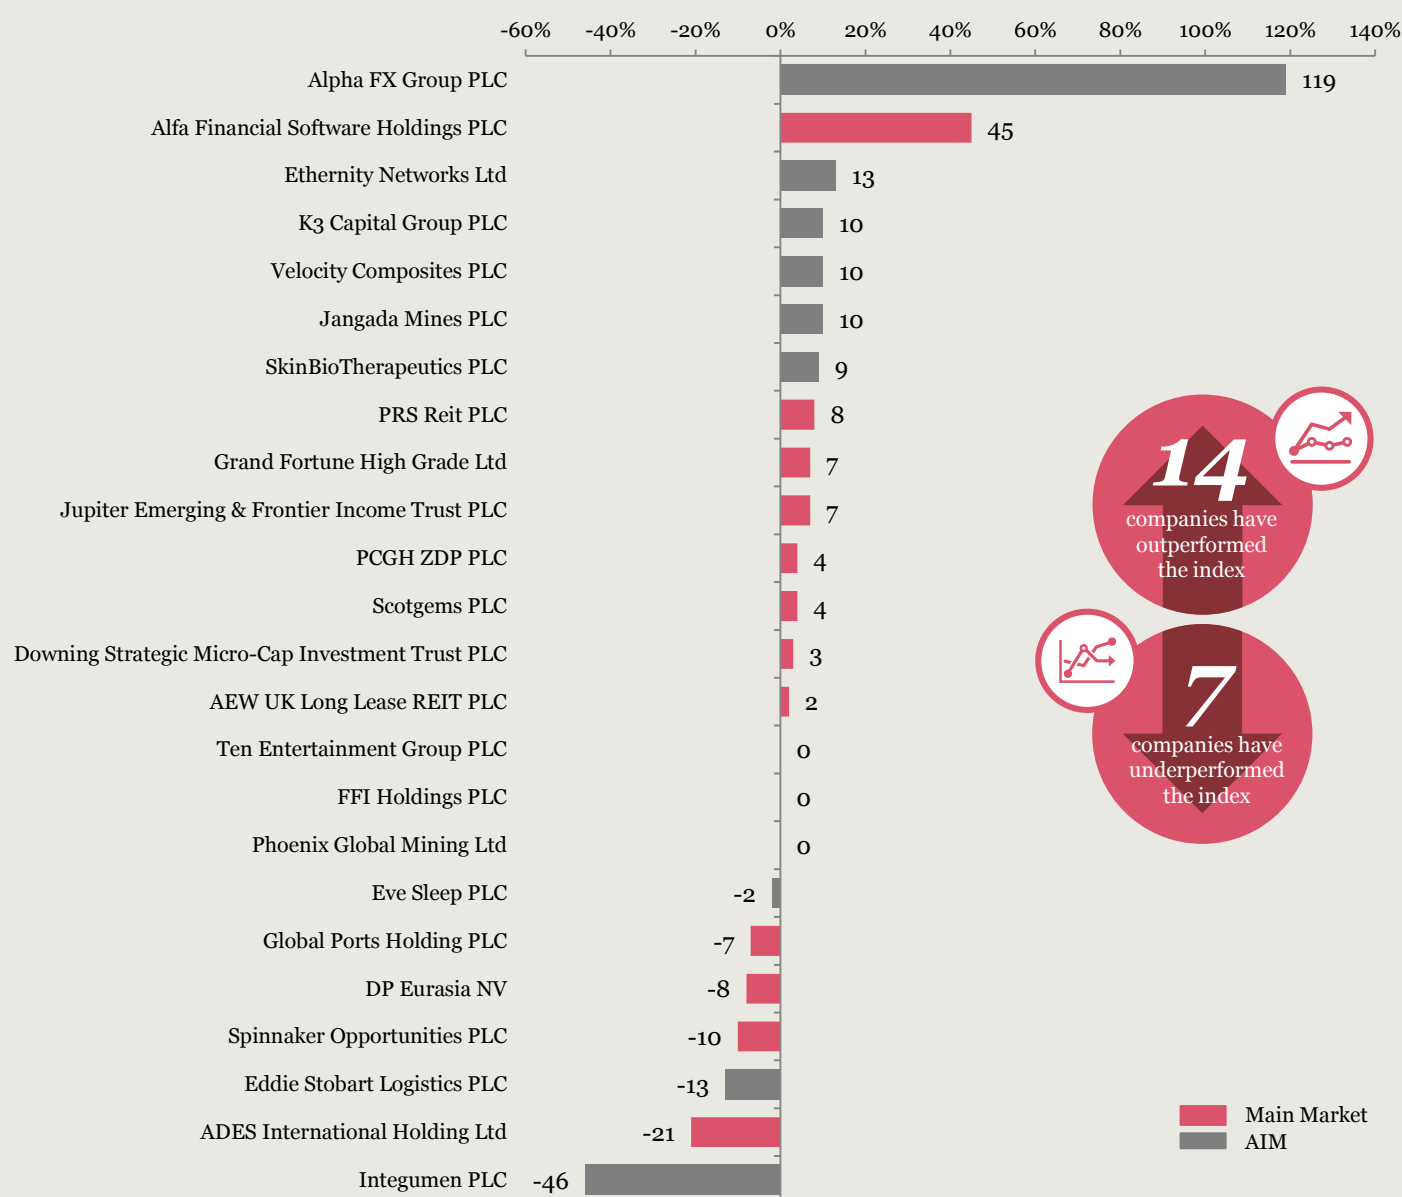 -60% -40% -20% 0% 20% 40% 60% 80% 100% 120% 140%
Alpha FX Group PLC 119
Alfa Financial Software Holdings PLC 45
Ethernity Networks Ltd 13
K3 Capital Group PLC 10
Velocity Composites PLC 10
Jangada Mines PLC 10
SkinBioTherapeutics PLC 9
PRS Reit PLC 8
Grand Fortune High Grade Ltd 7
Jupiter Emerging & Frontier Income Trust PLC 7
PCGH ZDP PLC 4
Scotgems PLC 4
Downing Strategic Micro-Cap Investment Trust PLC 3
AEW UK Long Lease REIT PLC 2
Ten Entertainment Group PLC 0
FFI Holdings PLC 0
Phoenix Global Mining Ltd 0
Eve Sleep PLC -2
Global Ports Holding PLC -7
DP Eurasia NV -8
Spinnaker Opportunities PLC -10
Eddie Stobart Logistics PLC -13
ADES International Holding Ltd -21
Integumen PLC -46
14
companies have
outperformed
the index
7
companies have
underperformed
the index
Main Market
AIM